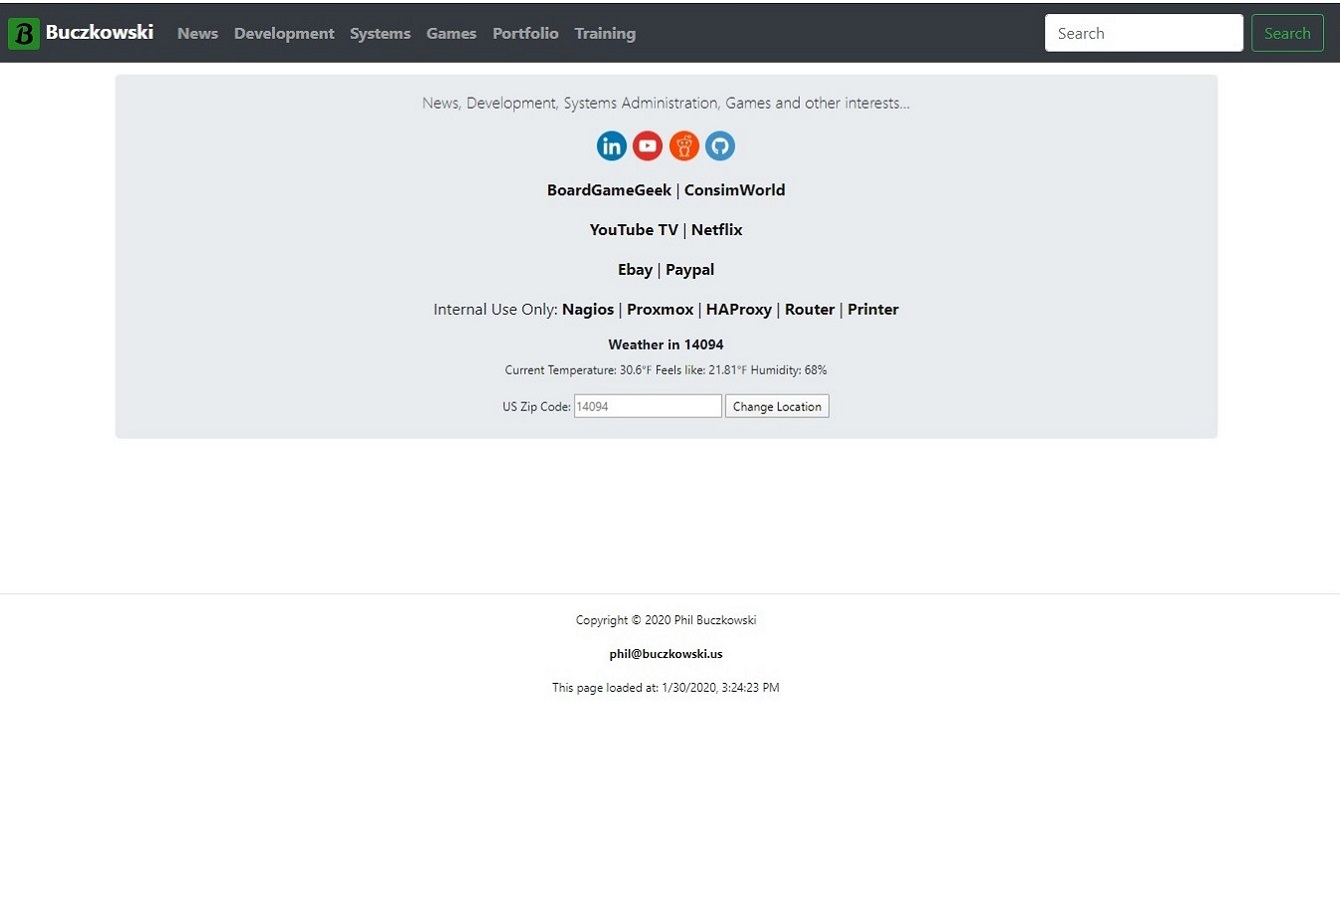 B Buczkowski News Development Systems Games Portfolio Training Search Search
News, Development, Systems Administration, Games and other interests...
in
BoardGameGeek | ConsimWorld
YouTube TV | Netflix
Ebay | Paypal
Internal Use Only: Nagios | Proxmox | HAProxy | Router | Printer
Weather in 14094
Current Temperature: 30.6°F Feels like: 21.81°F Humidity: 68%
US Zip Code: 14094 Change Location
Copyright © 2020 Phil Buczkowski
phil@buczkowski.us
This page loaded at: 1/30/2020, 3:24:23 PM